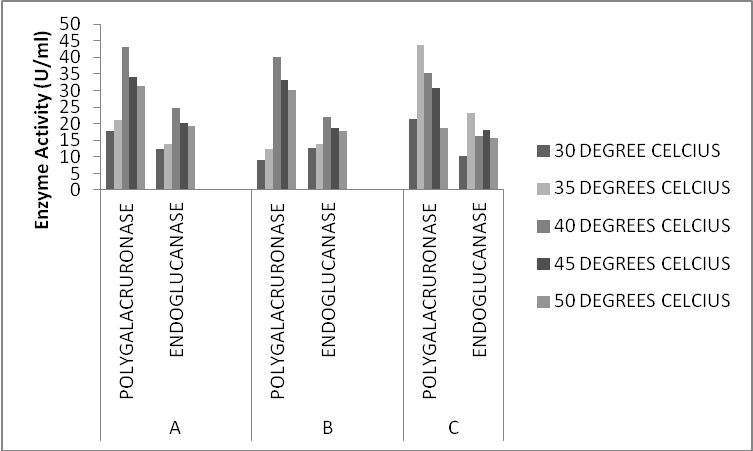 Enzyme Activity (U/ml)
50
45
40
35
30
25
20
15
10
5
0
POLYGALACRURONASE
ENDOGLUCANASE
POLYGALACRURONASE
ENDOGLUCANASE
POLYGALACRURONASE
ENDOGLUCANASE
A
B
C
30 DEGREE CELCIUS
35 DEGREES CELCIUS
40 DEGREES CELCIUS
45 DEGREES CELCIUS
50 DEGREES CELCIUS